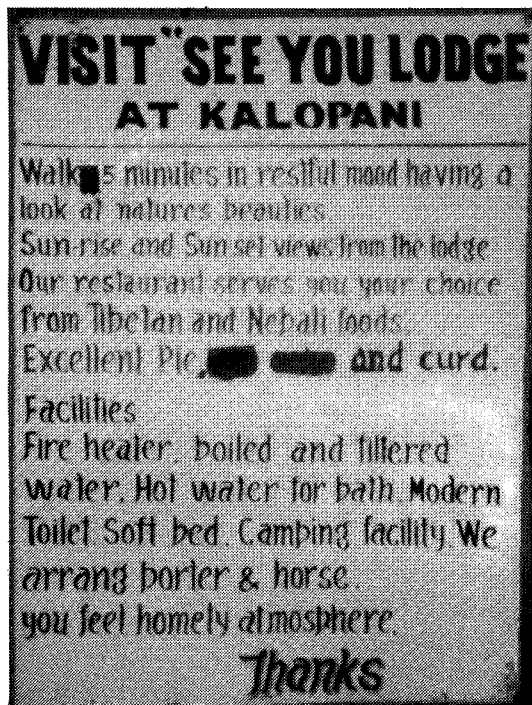 VISIT "SEE YOU LODGE
AT KALOPANI
Walk 5 minutes in restful mood having a
look at natures beauties.
Sun-rise and Sun set views from the lodge
Our restaurant serves you your choice
from Tibetan and Nepali foods.
Excellent Pie, and curd.
Facilities
Fire heater, boiled and filtered
water, Hot water for bath. Modern
Toilet Soft bed. Camping facility. We
arrang porter & horse.
you feel homely atmosphere.
Thanks